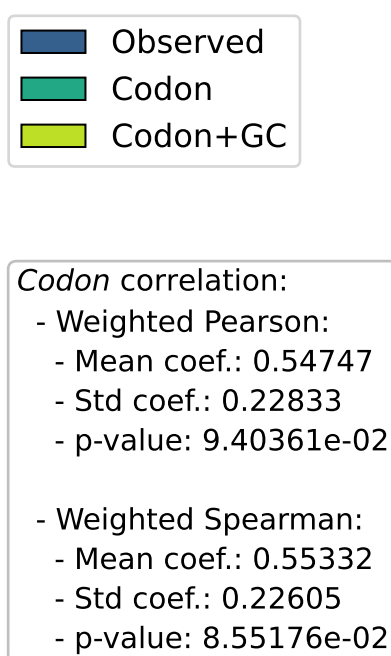 Observed
Codon
Codon+GC
Codon correlation:
- Weighted Pearson:
- Mean coef.: 0.54747
- Std coef.: 0.22833
- p-value: 9.40361e-02
- Weighted Spearman:
- Mean coef.: 0.55332
- Std coef.: 0.22605
- p-value: 8.55176e-02